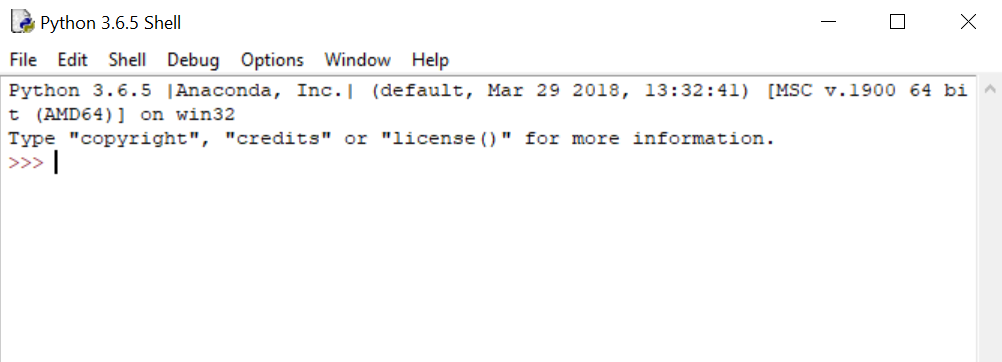 Python 3.6.5 Shell
File Edit Shell Debug Options Window Help
Python 3.6.5 |Anaconda, Inc.| (default, Mar 29 2018, 13:32:41) [MSC v.1900 64 bi
t (AMD64)] on win32
Type "copyright", "credits" or "license()" for more information.
>>>